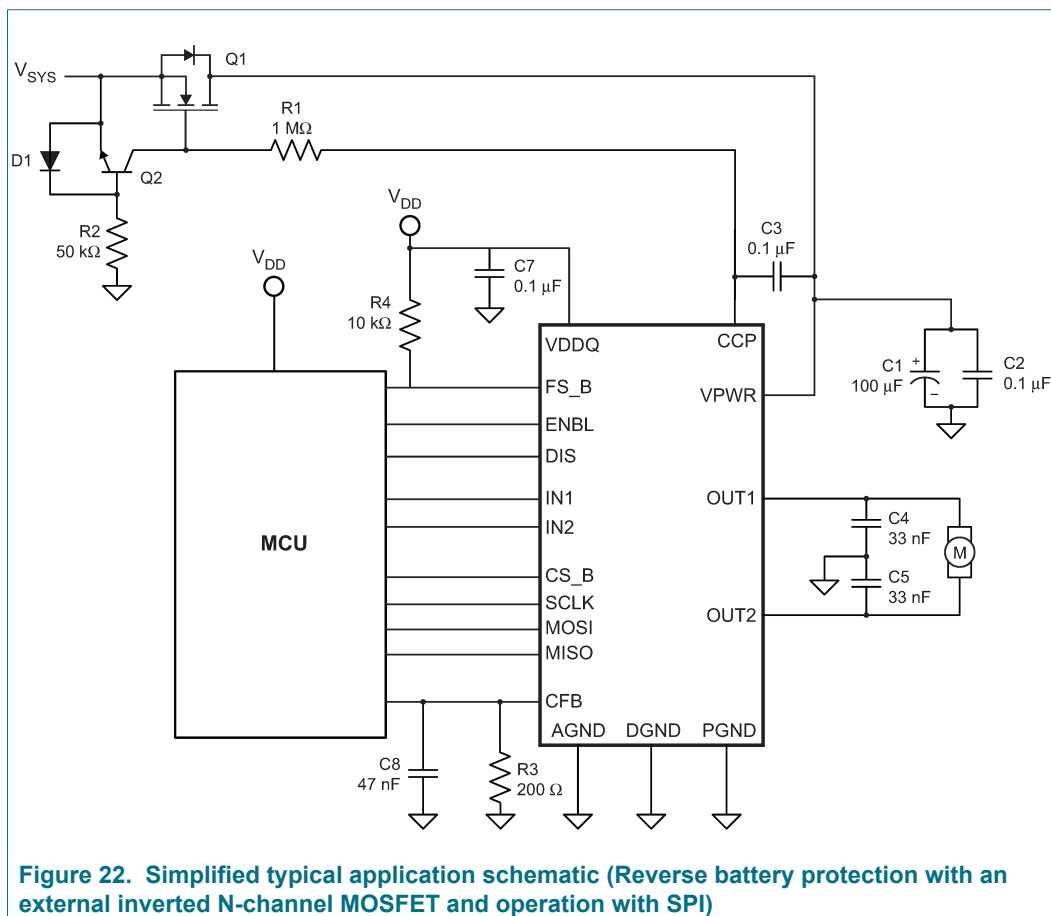 V_SYS
Q1
R1
1 MΩ
D1
Q2
R2
50 kΩ
V_DD
V_DD
C7
0.1 µF
R4
10 kΩ
C3
0.1 µF
C1
100 µF
+
−
C2
0.1 µF
MCU
VDDQ
CCP
FS_B
VPWR
ENBL
DIS
IN1
OUT1
IN2
CS_B
SCLK
MOSI
OUT2
MISO
CFB
AGND DGND PGND
C4
33 nF
M
C5
33 nF
C8
47 nF
R3
200 Ω
Figure 22. Simplified typical application schematic (Reverse battery protection with an
external inverted N-channel MOSFET and operation with SPI)